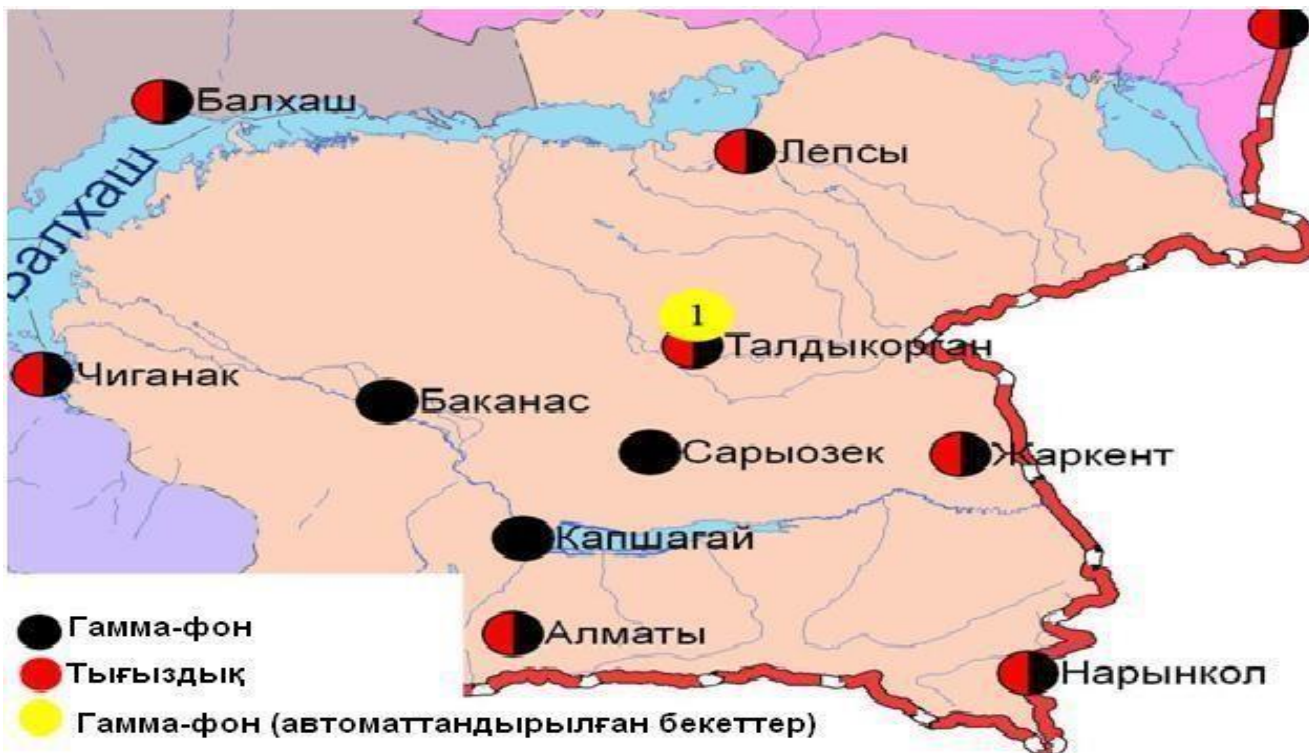 Балхаш
Лепсы
Балхаш
1
Талдыкорган
Чиганак
Баканас
Сарыозек
Жаркент
Капшагай
Гамма-фон
Алматы
Тығыздық
Нарынкол
Гамма-фон (автоматтандырылған бекеттер)